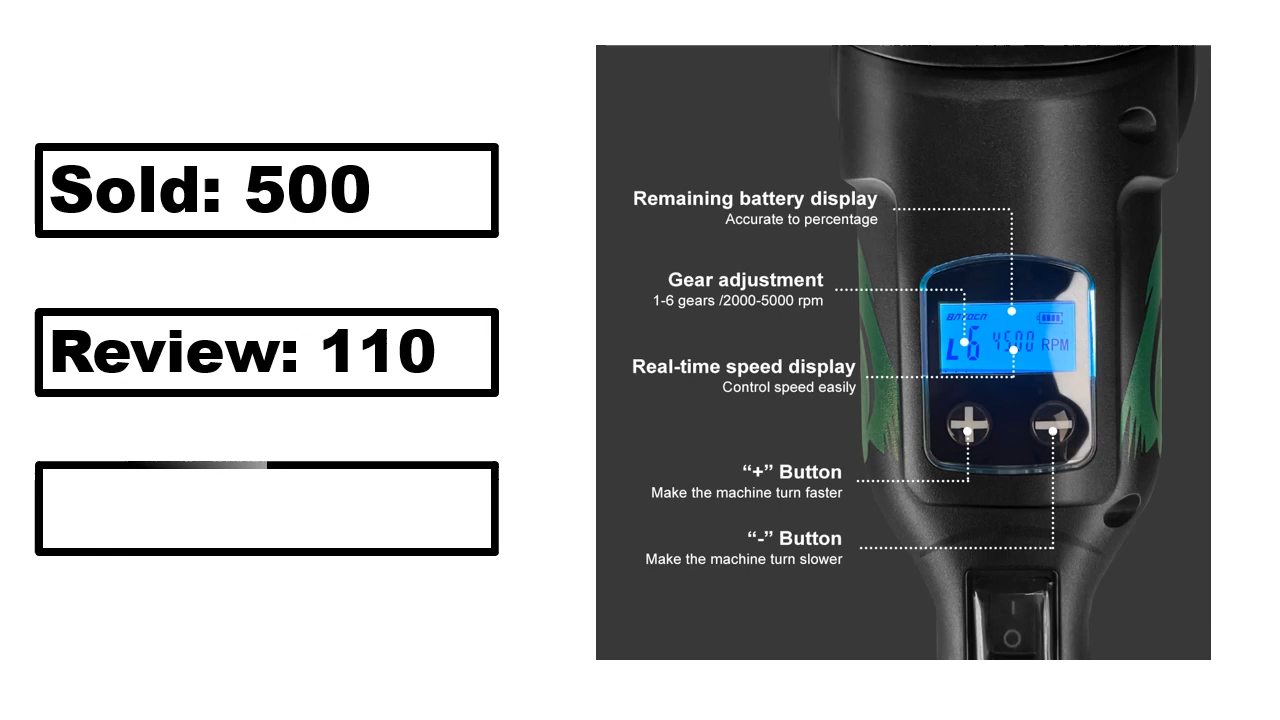 Sold: 500
Review: 110
Remaining battery display
Accurate to percentage
Gear adjustment
1-6 gears /2000-5000 rpm
BNTOCN
L6 4500 RPM
Real-time speed display
Control speed easily
“+” Button
Make the machine turn faster
“-” Button
Make the machine turn slower